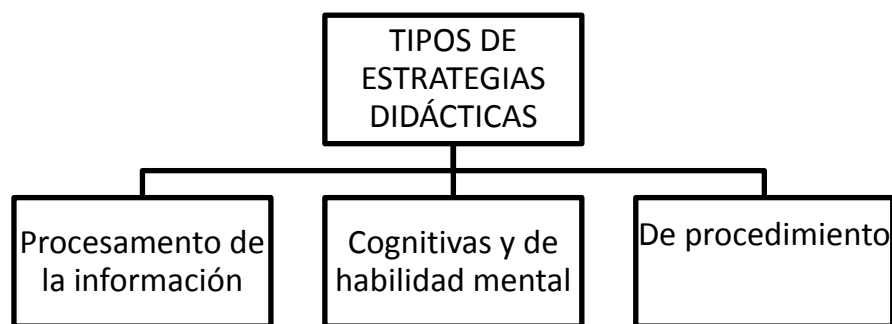 TIPOS DE
ESTRATEGIAS
DIDÁCTICAS
Procesamento de
la información
Cognitivas y de
habilidad mental
De procedimiento